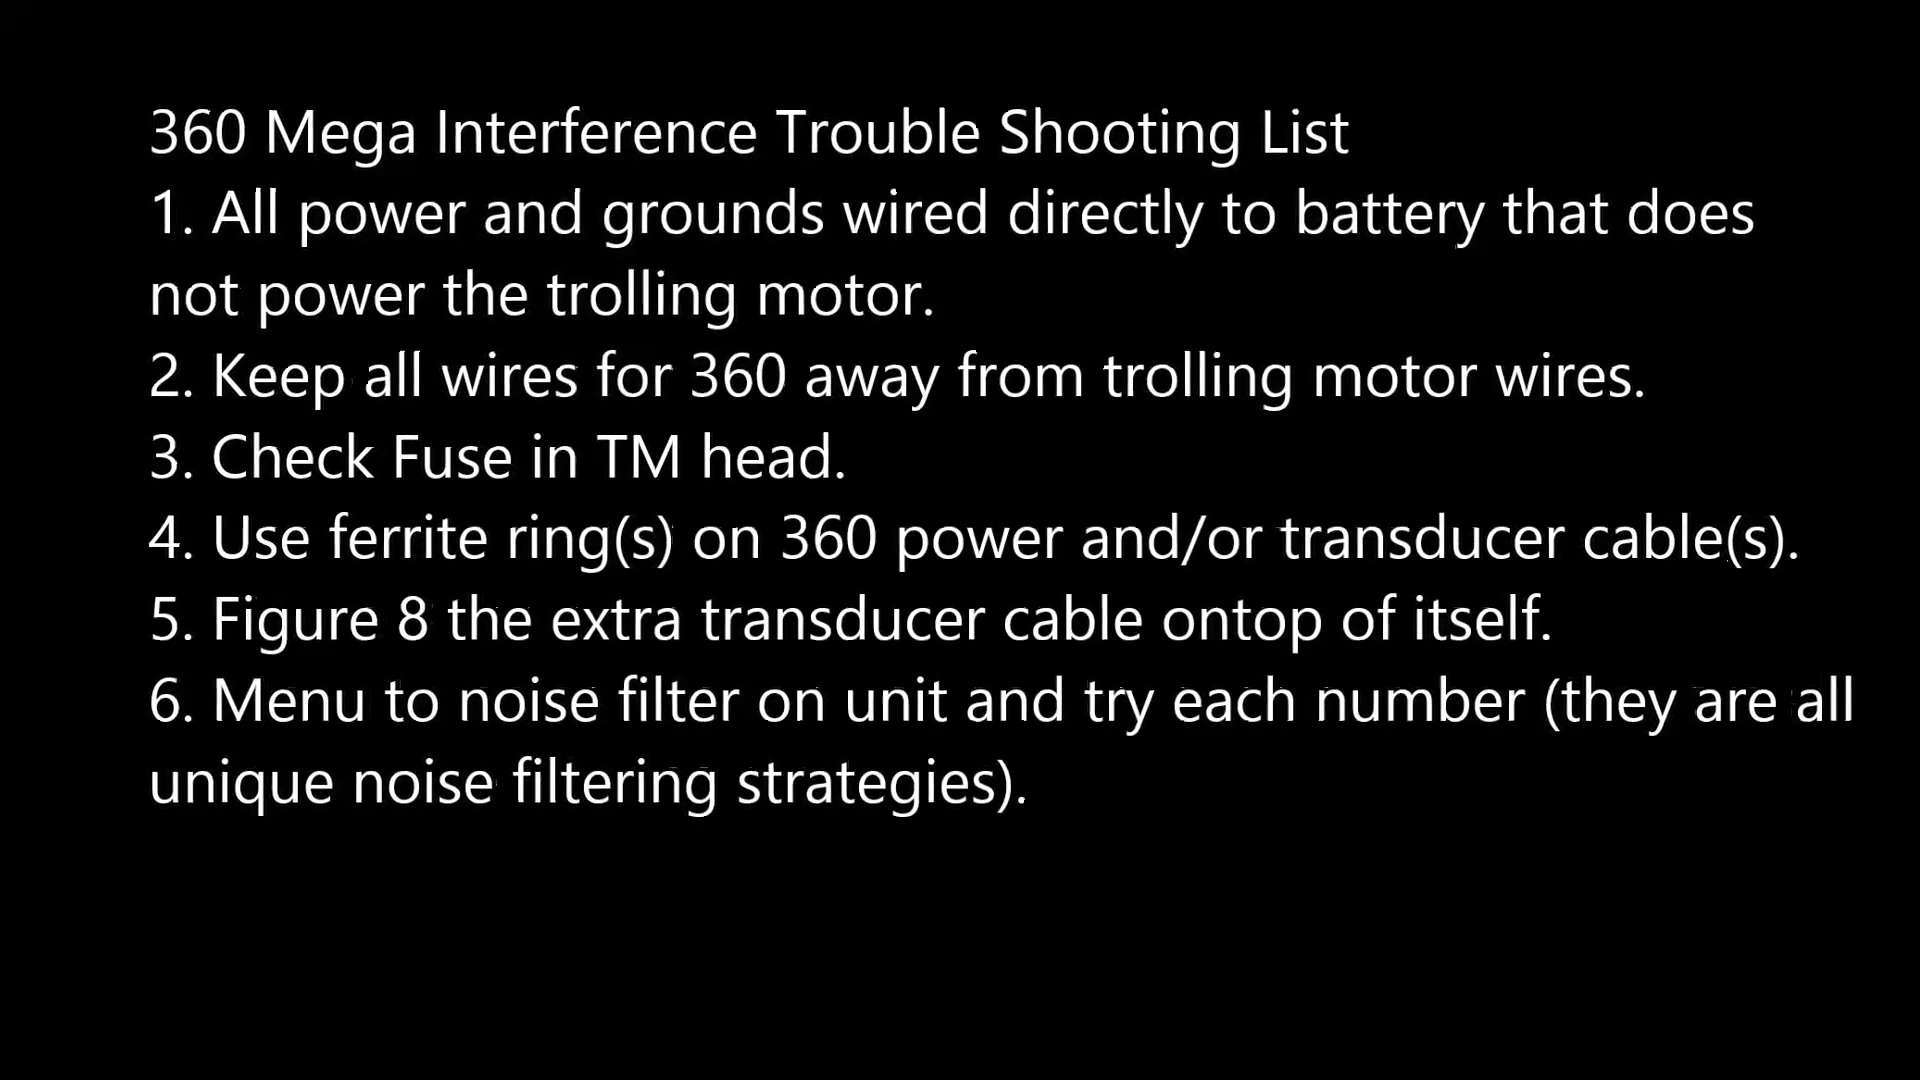 360 Mega Interference Trouble Shooting List
1. All power and grounds wired directly to battery that does
not power the trolling motor.
2. Keep all wires for 360 away from trolling motor wires.
3. Check Fuse in TM head.
4. Use ferrite ring(s) on 360 power and/or transducer cable(s).
5. Figure 8 the extra transducer cable ontop of itself.
6. Menu to noise filter on unit and try each number (they are all
unique noise filtering strategies).